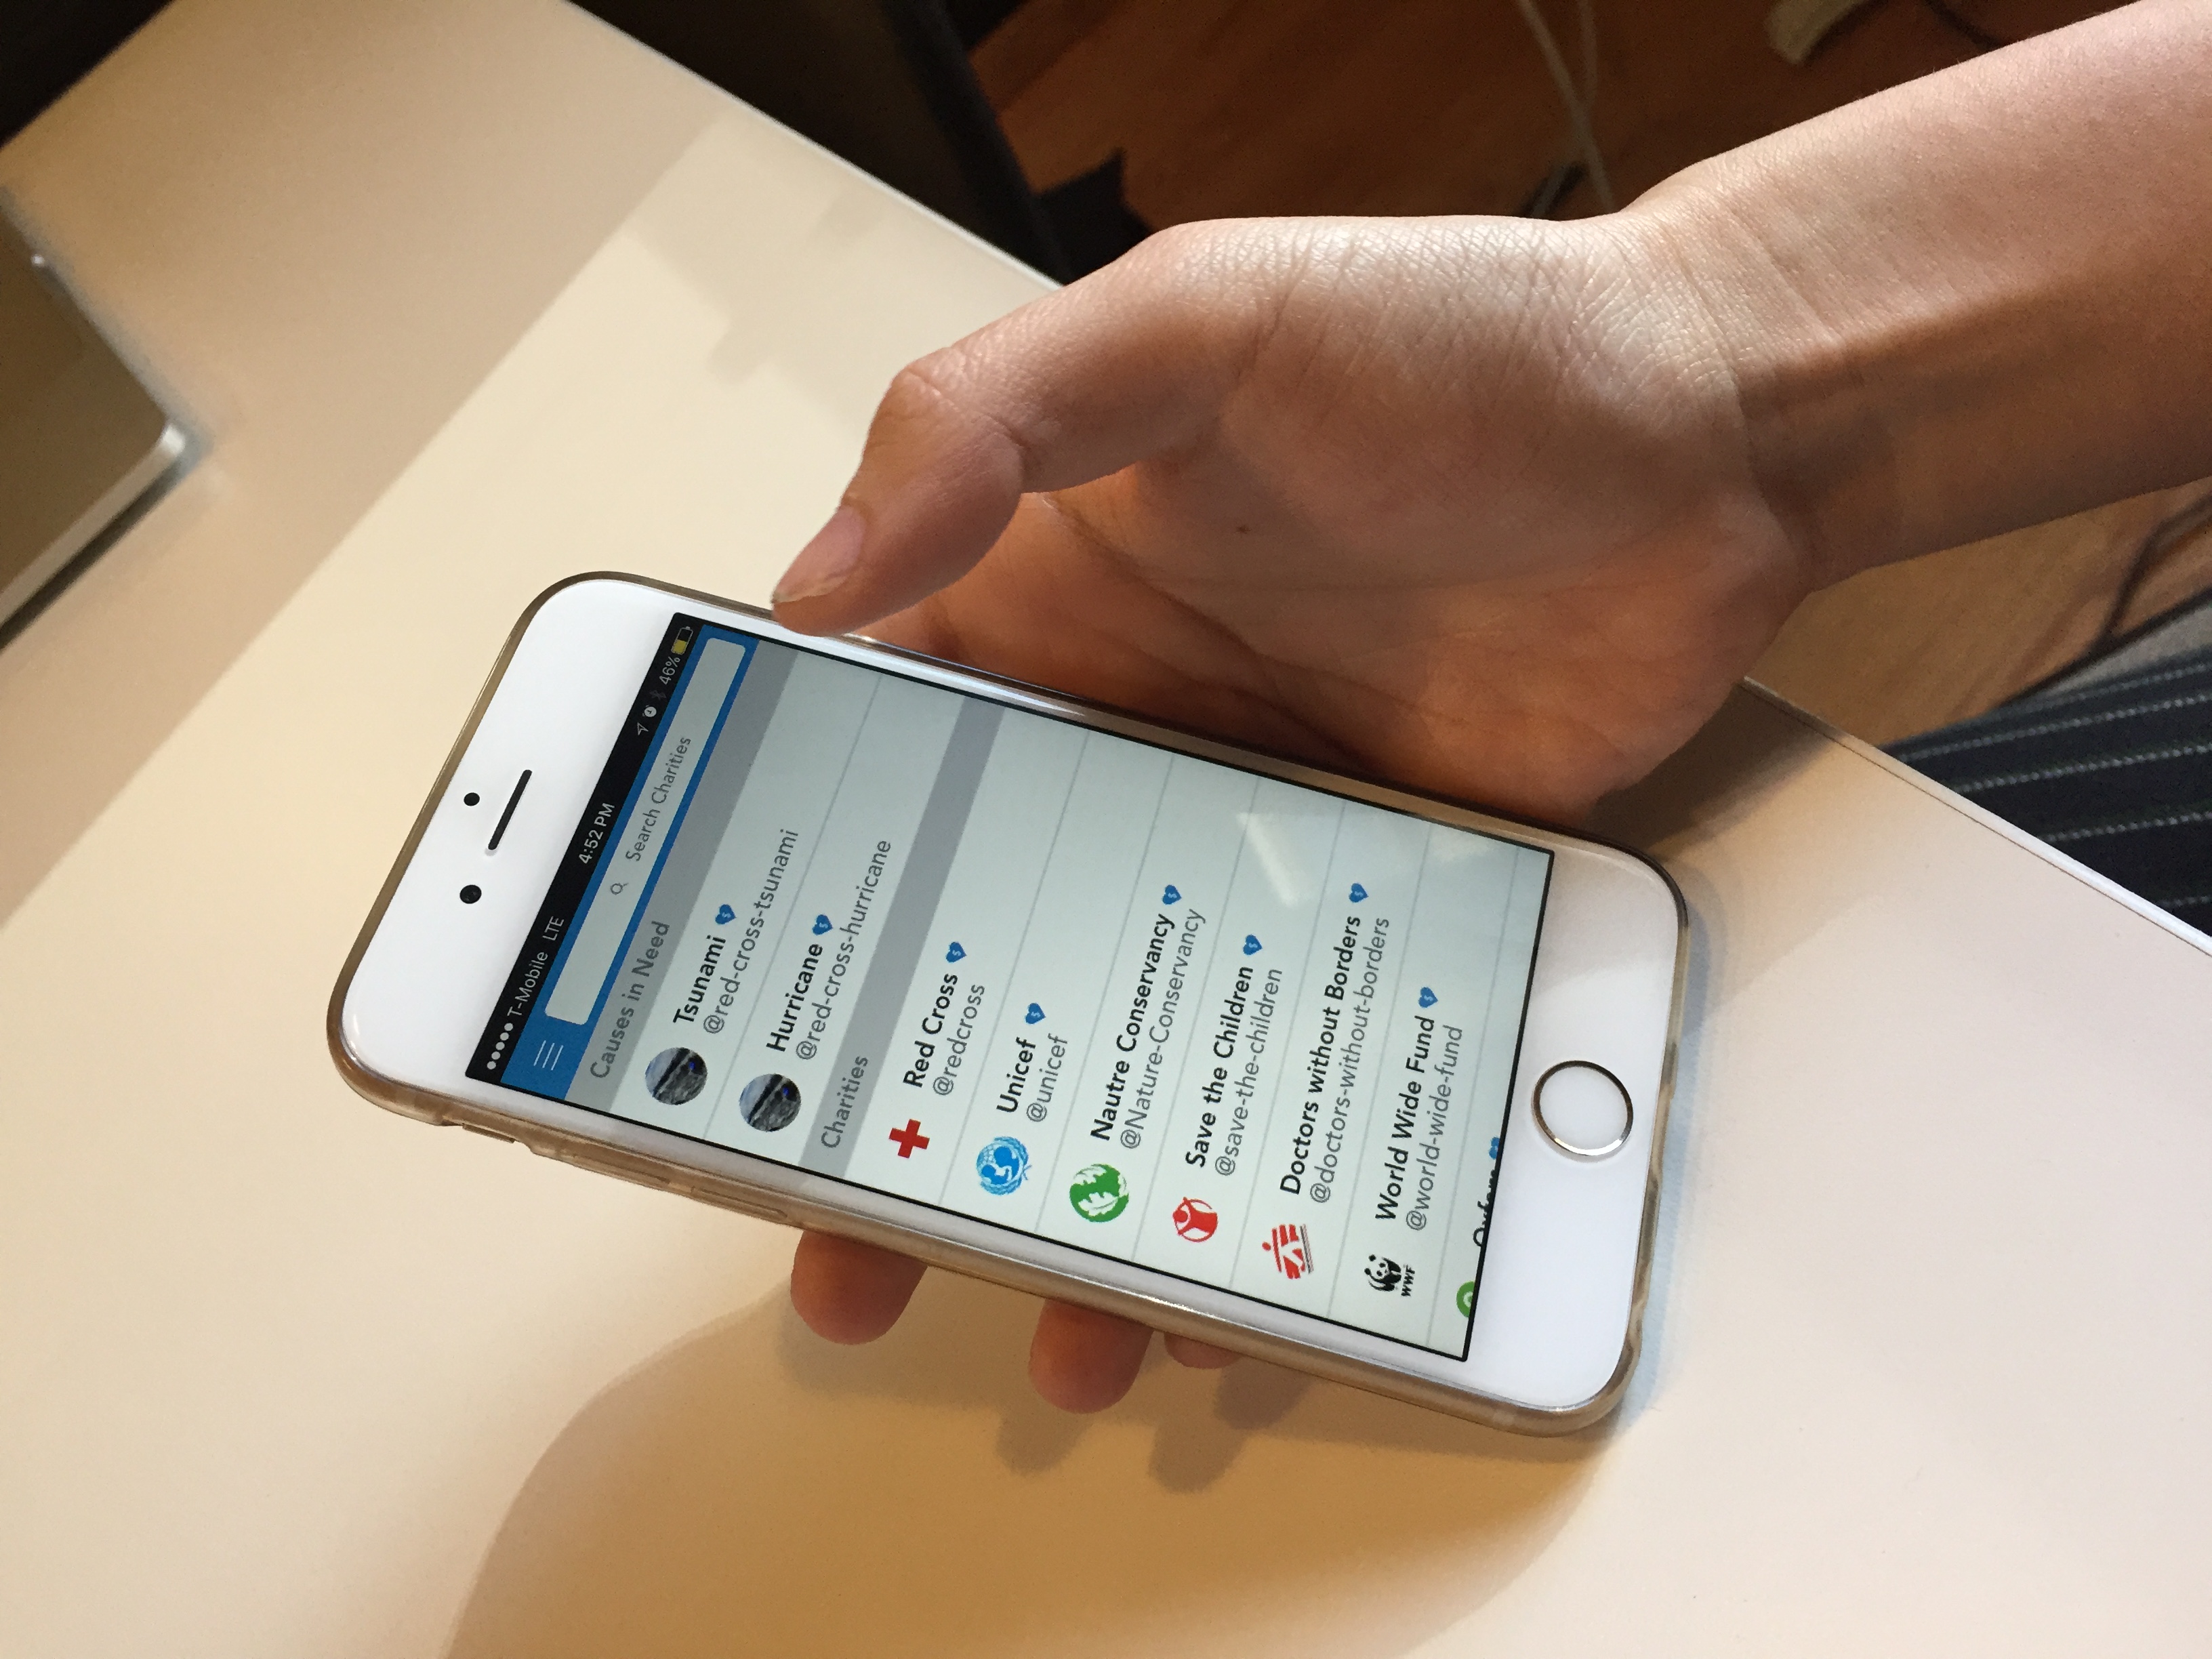 T-Mobile LTE 4:52 PM 46%
Search Charities
Causes in Need
Tsunami
@red-cross-tsunami
Hurricane
@red-cross-hurricane
Charities
Red Cross
@redcross
Unicef
@unicef
Nautre Conservancy
@Nature-Conservancy
Save the Children
@save-the-children
Doctors without Borders
@doctors-without-borders
World Wide Fund
@world-wide-fund
WWF